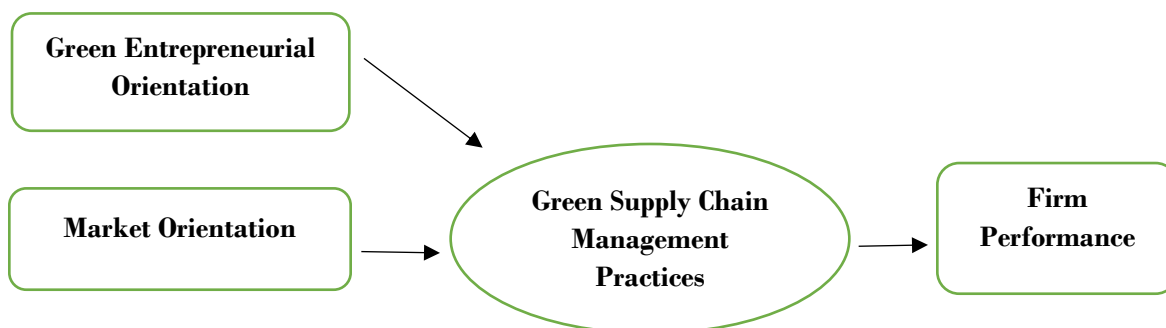 Green Entrepreneurial
Orientation
Market Orientation
Green Supply Chain
Management
Practices
Firm
Performance